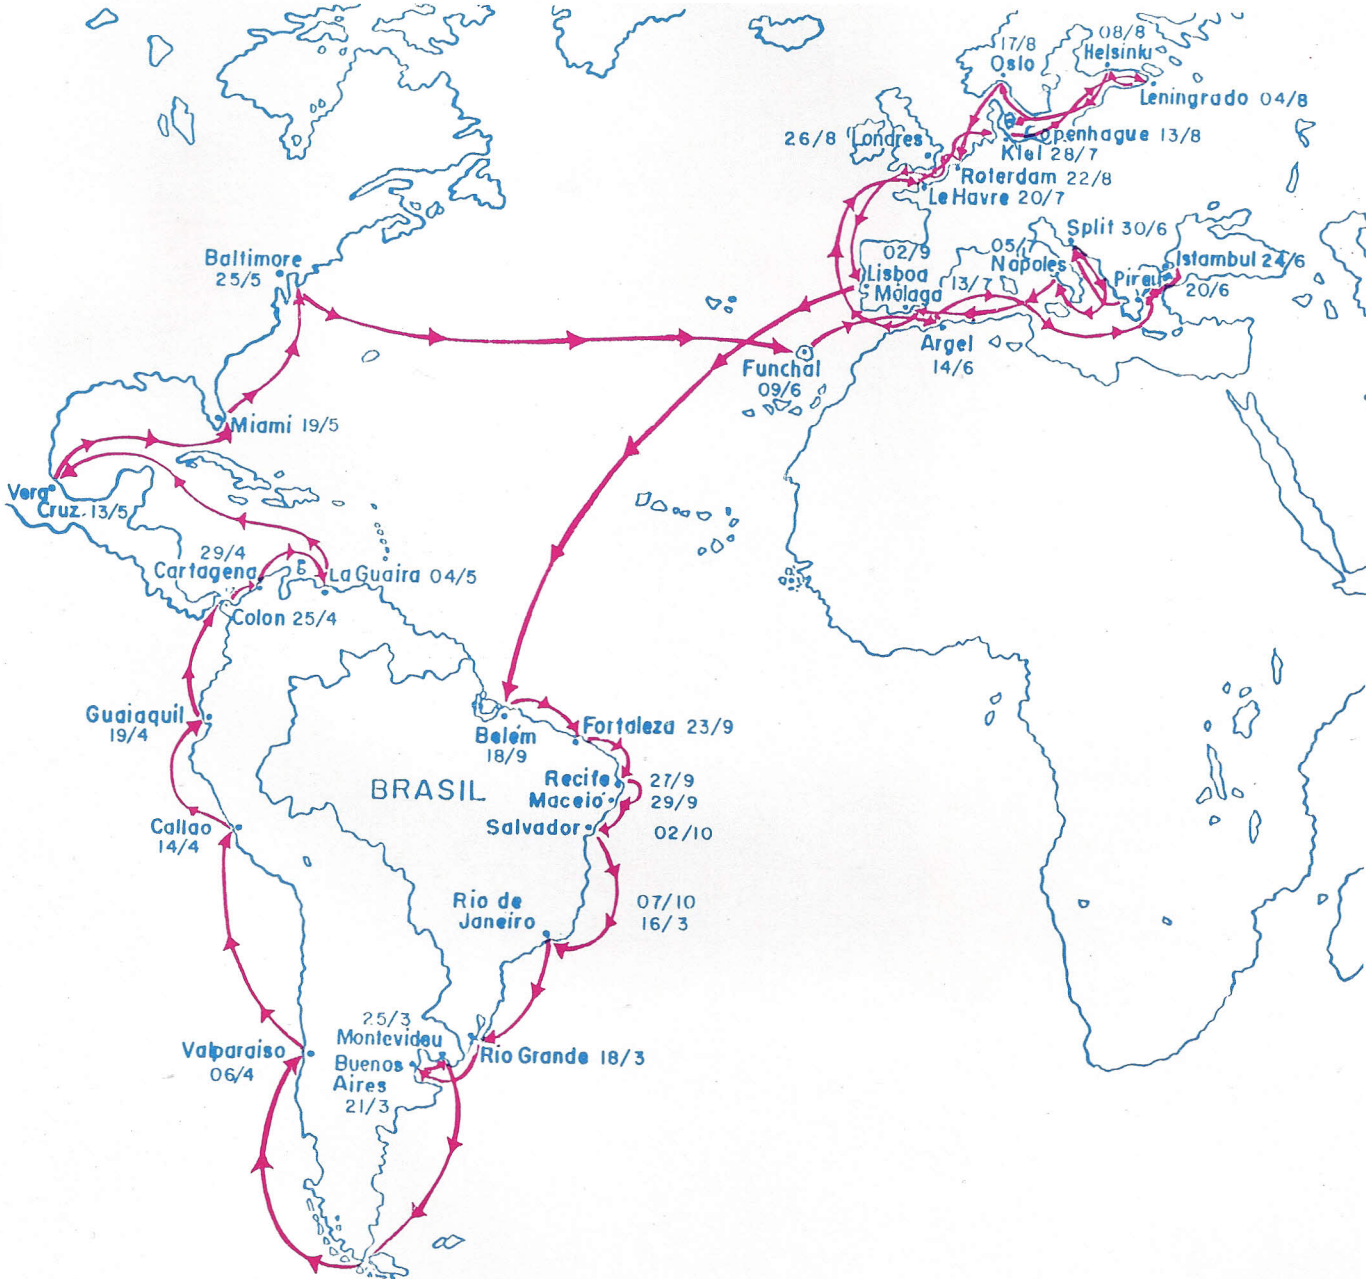 17/8
Oslo
08/8
Helsinki
Leningrado 04/8
Copenhague 13/8
Kiel 28/7
26/8 Londres
Roterdam 22/8
Le Havre 20/7
Split 30/6
05/7
Napoles
Istambul 24/6
Pireu
20/6
02/9
Lisboa
13/7
Málaga
Argel
14/6
Funchal
09/6
Baltimore
25/5
Miami 19/5
Vera
Cruz 13/5
29/4
Cartagena
La Guaira 04/5
Colon 25/4
Guaiaquil
19/4
Callao
14/4
Valparaiso
06/4
BRASIL
Belém
18/9
Fortaleza 23/9
Recife 27/9
Maceió 29/9
Salvador 02/10
Rio de
Janeiro
07/10
16/3
Rio Grande 18/3
25/3
Montevideu
Buenos
Aires
21/3